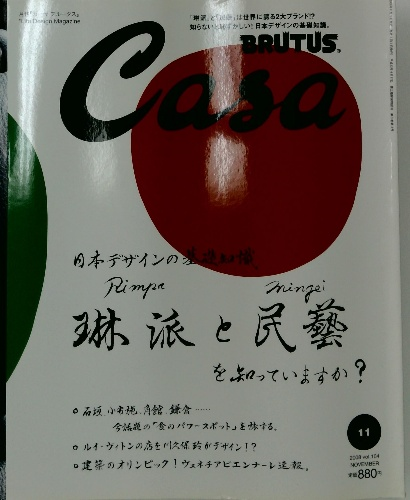 「琳派」と「民藝」は世界に誇る2大ブランド!?
知らないと恥ずかしい!日本デザインの基礎知識。
Design Magazine
Casa
BRUTUS
日本デザインの基礎知識
Rimpa
mingei
琳派と民藝
を知っていますか?
石垣、小布施、角館、鎌倉……
今話題の「食のパワースポット」を旅する。
ルイ・ヴィトンの店を川久保玲がデザイン!?
建築のオリンピック!ヴェネチアビエンナーレ速報。
11
2008 vol.104
NOVEMBER
定価880円